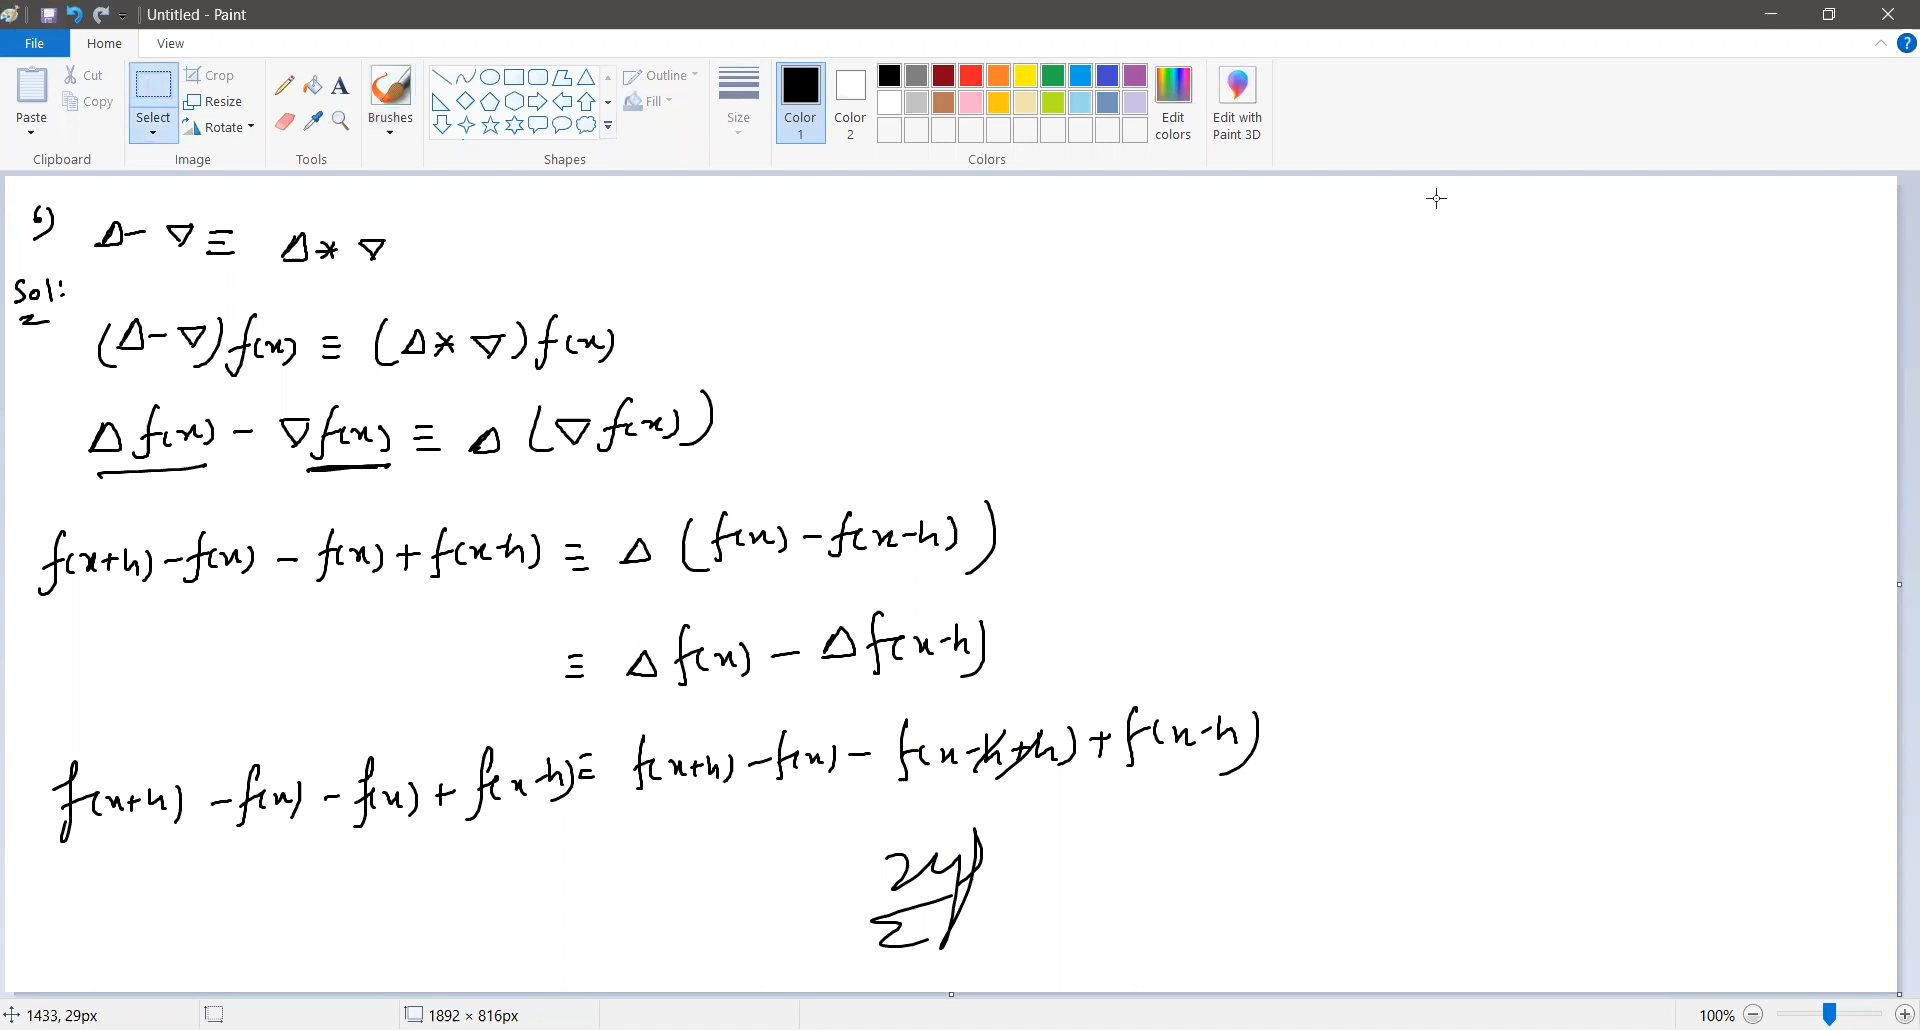 Untitled - Paint
File Home View
Paste Cut Copy Select Crop Resize Rotate Brushes Outline Fill Size Color 1 Color 2 Edit colors Edit with Paint 3D
Clipboard Image Tools Shapes Colors
6) Δ - ∇ ≡ Δ * ∇
Sol:
(Δ - ∇) f(x) ≡ (Δ * ∇) f(x)
Δ f(x) - ∇ f(x) ≡ Δ (∇ f(x))
f(x+h) - f(x) - f(x) + f(x-h) ≡ Δ (f(x) - f(x-h))
≡ Δ f(x) - Δ f(x-h)
f(x+h) - f(x) - f(x) + f(x-h) ≡ f(x+h) - f(x) - f(x-h+h) + f(x-h)
1433, 29px 1892 × 816px 100%